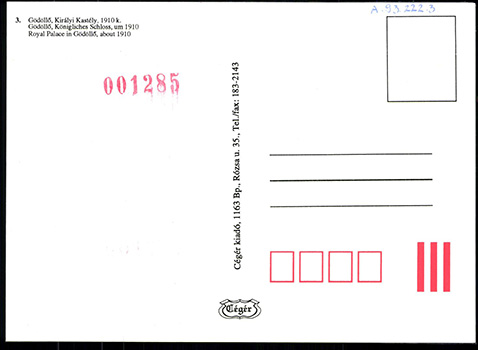 A-93.222.3
3. Gödöllő, Királyi Kastély, 1910 k.
Gödöllő, Königliches Schloss, um 1910
Royal Palace in Gödöllő, about 1910
001285
Cégér kiadó, 1163 Bp., Rózsa u. 35., Tel./fax: 183-2143
Cégér